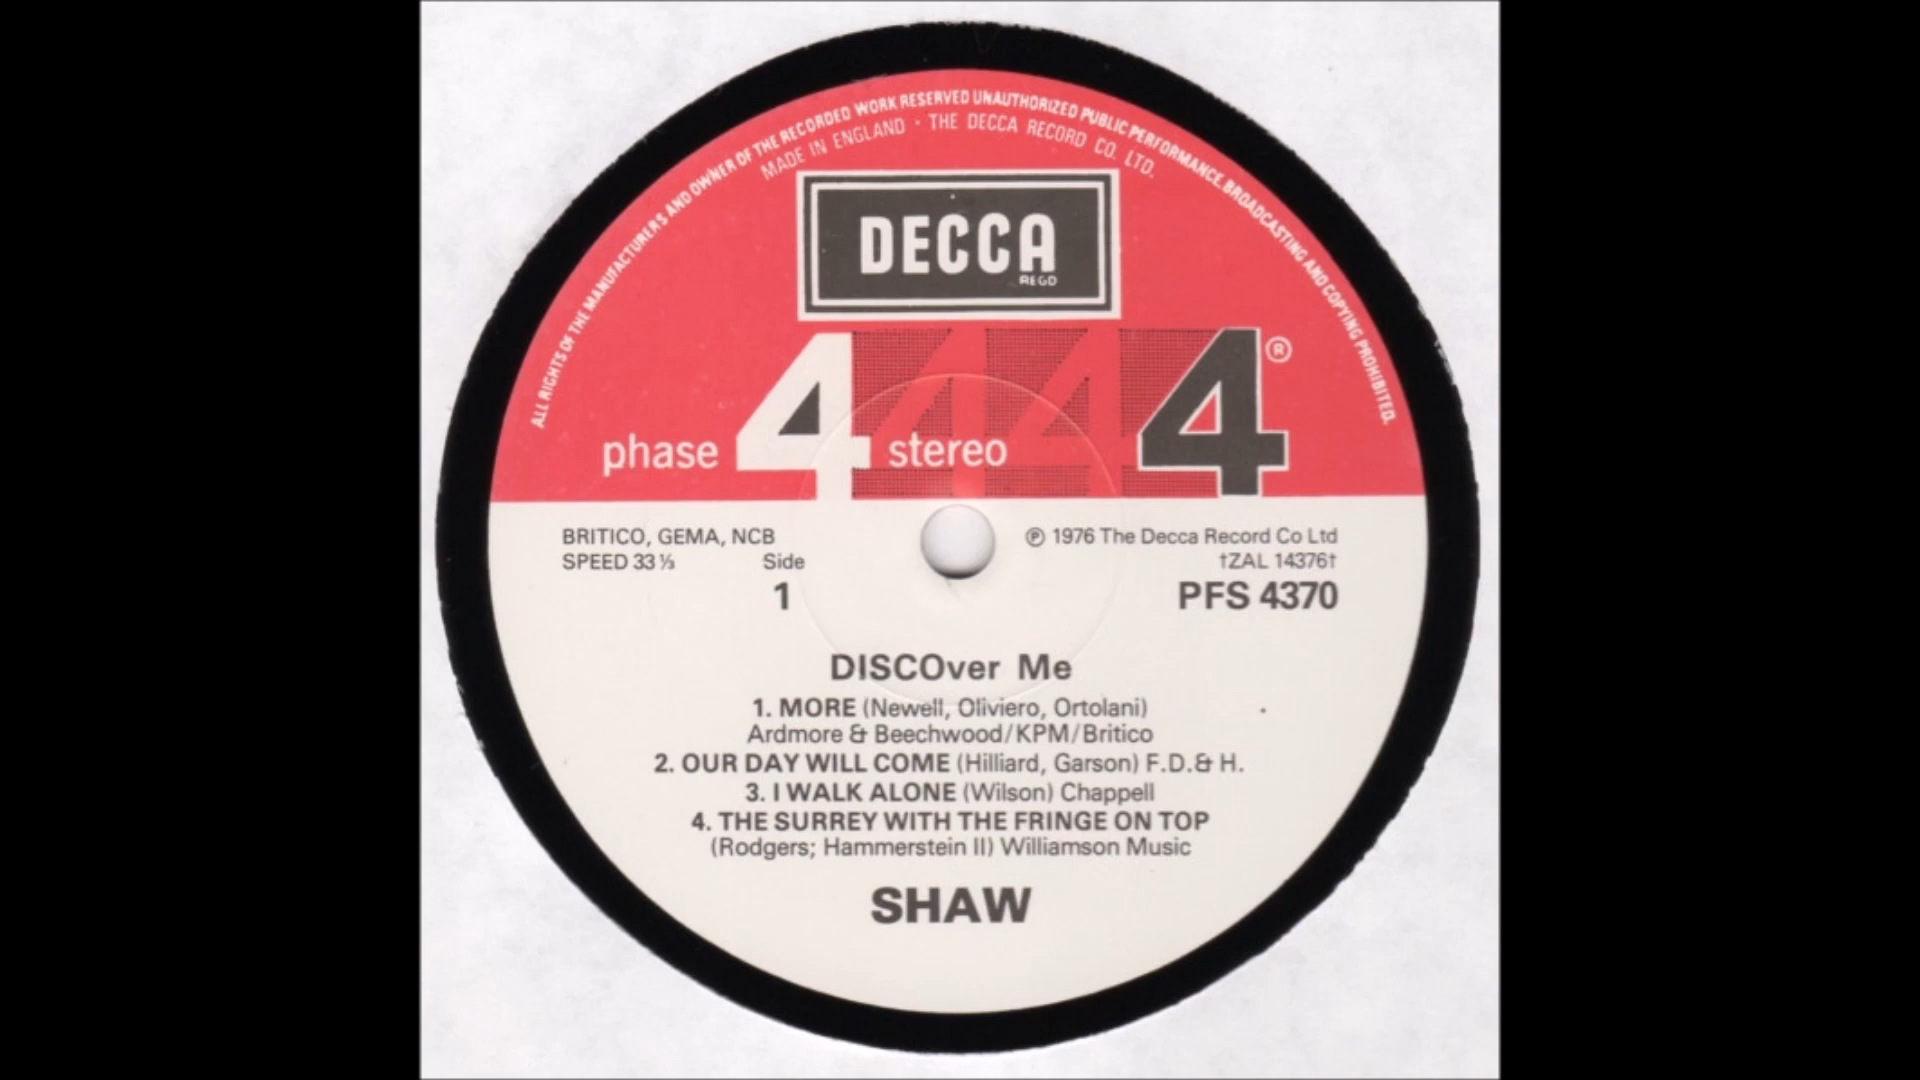 ALL RIGHTS OF THE MANUFACTURERS AND OWNER OF THE RECORDED WORK RESERVED UNAUTHORIZED PUBLIC PERFORMANCE, BROADCASTING AND COPYING PROHIBITED.
MADE IN ENGLAND · THE DECCA RECORD CO. LTD.
DECCA
REGD
4 4 4 4 ®
phase 4 stereo
BRITICO, GEMA, NCB
℗ 1976 The Decca Record Co Ltd
SPEED 33⅓ Side
†ZAL 14376†
1
PFS 4370
DISCOver Me
1. MORE (Newell, Oliviero, Ortolani)
Ardmore & Beechwood/KPM/Britico
2. OUR DAY WILL COME (Hilliard, Garson) F.D.& H.
3. I WALK ALONE (Wilson) Chappell
4. THE SURREY WITH THE FRINGE ON TOP
(Rodgers; Hammerstein II) Williamson Music
SHAW